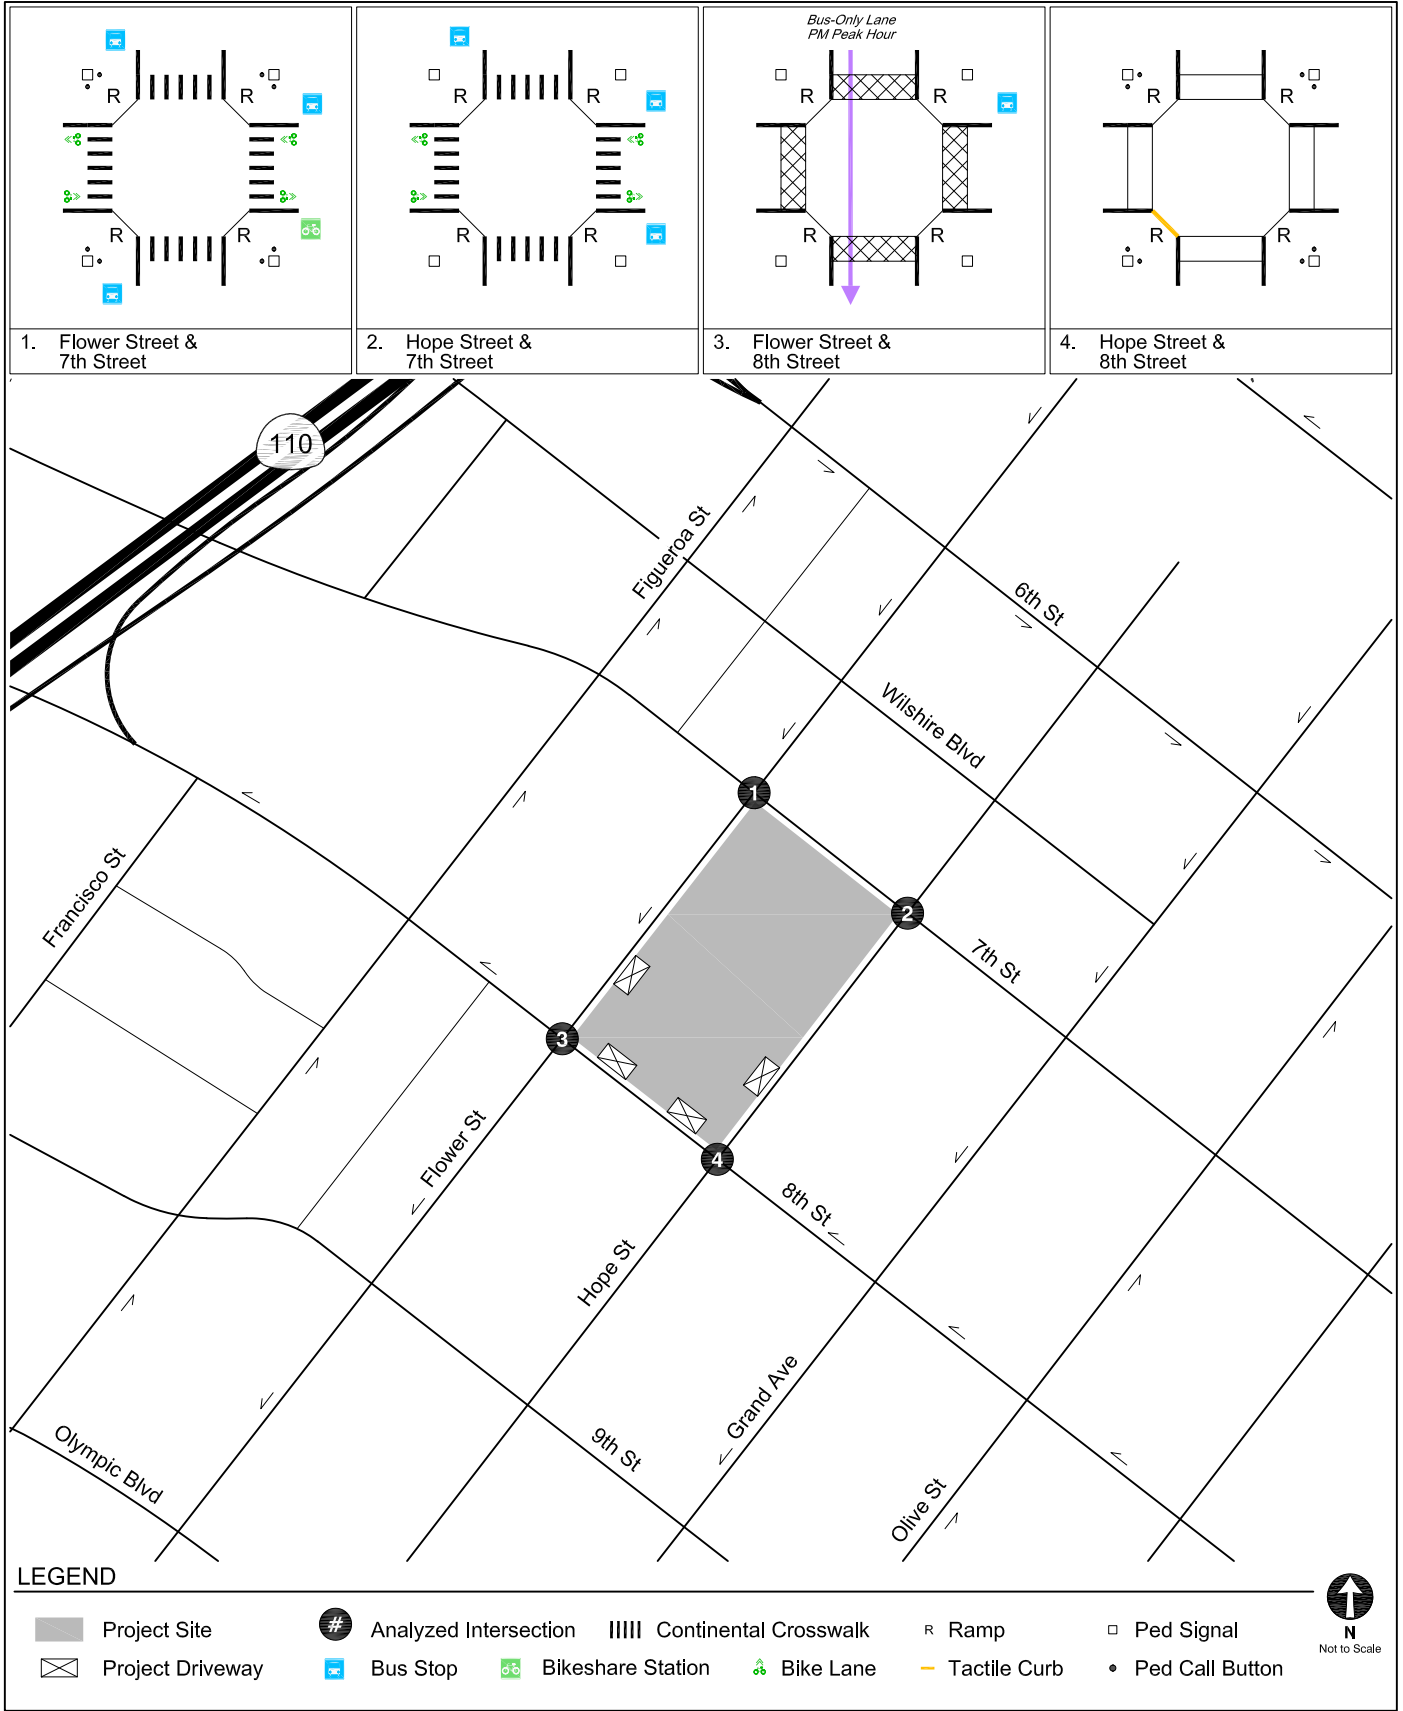 Bus-Only Lane
PM Peak Hour
R R
R R
R R
R R
R R
R R
R R
R R
1. Flower Street &
7th Street
2. Hope Street &
7th Street
3. Flower Street &
8th Street
4. Hope Street &
8th Street
110
Figueroa St
6th St
Wilshire Blvd
1
Francisco St
2
7th St
3
Flower St
4
8th St
Hope St
Grand Ave
Olympic Blvd
9th St
Olive St
LEGEND
Project Site
# Analyzed Intersection
Continental Crosswalk
R Ramp
Ped Signal
Project Driveway
Bus Stop
Bikeshare Station
Bike Lane
Tactile Curb
Ped Call Button
N
Not to Scale